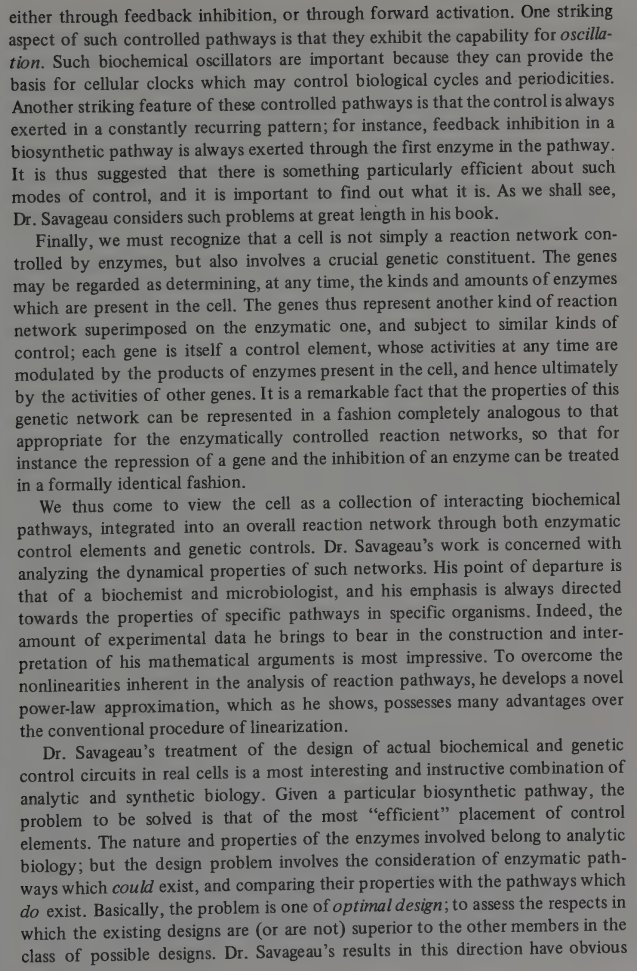 either through feedback inhibition, or through forward activation. One striking
aspect of such controlled pathways is that they exhibit the capability for oscilla-
tion. Such biochemical oscillators are important because they can provide the
basis for cellular clocks which may control biological cycles and periodicities.
Another striking feature of these controlled pathways is that the control is always
exerted in a constantly recurring pattern; for instance, feedback inhibition in a
biosynthetic pathway is always exerted through the first enzyme in the pathway.
It is thus suggested that there is something particularly efficient about such
modes of control, and it is important to find out what it is. As we shall see,
Dr. Savageau considers such problems at great length in his book.
Finally, we must recognize that a cell is not simply a reaction network con-
trolled by enzymes, but also involves a crucial genetic constituent. The genes
may be regarded as determining, at any time, the kinds and amounts of enzymes
which are present in the cell. The genes thus represent another kind of reaction
network superimposed on the enzymatic one, and subject to similar kinds of
control; each gene is itself a control element, whose activities at any time are
modulated by the products of enzymes present in the cell, and hence ultimately
by the activities of other genes. It is a remarkable fact that the properties of this
genetic network can be represented in a fashion completely analogous to that
appropriate for the enzymatically controlled reaction networks, so that for
instance the repression of a gene and the inhibition of an enzyme can be treated
in a formally identical fashion.
We thus come to view the cell as a collection of interacting biochemical
pathways, integrated into an overall reaction network through both enzymatic
control elements and genetic controls. Dr. Savageau's work is concerned with
analyzing the dynamical properties of such networks. His point of departure is
that of a biochemist and microbiologist, and his emphasis is always directed
towards the properties of specific pathways in specific organisms. Indeed, the
amount of experimental data he brings to bear in the construction and inter-
pretation of his mathematical arguments is most impressive. To overcome the
nonlinearities inherent in the analysis of reaction pathways, he develops a novel
power-law approximation, which as he shows, possesses many advantages over
the conventional procedure of linearization.
Dr. Savageau's treatment of the design of actual biochemical and genetic
control circuits in real cells is a most interesting and instructive combination of
analytic and synthetic biology. Given a particular biosynthetic pathway, the
problem to be solved is that of the most "efficient" placement of control
elements. The nature and properties of the enzymes involved belong to analytic
biology; but the design problem involves the consideration of enzymatic path-
ways which could exist, and comparing their properties with the pathways which
do exist. Basically, the problem is one of optimal design; to assess the respects in
which the existing designs are (or are not) superior to the other members in the
class of possible designs. Dr. Savageau's results in this direction have obvious